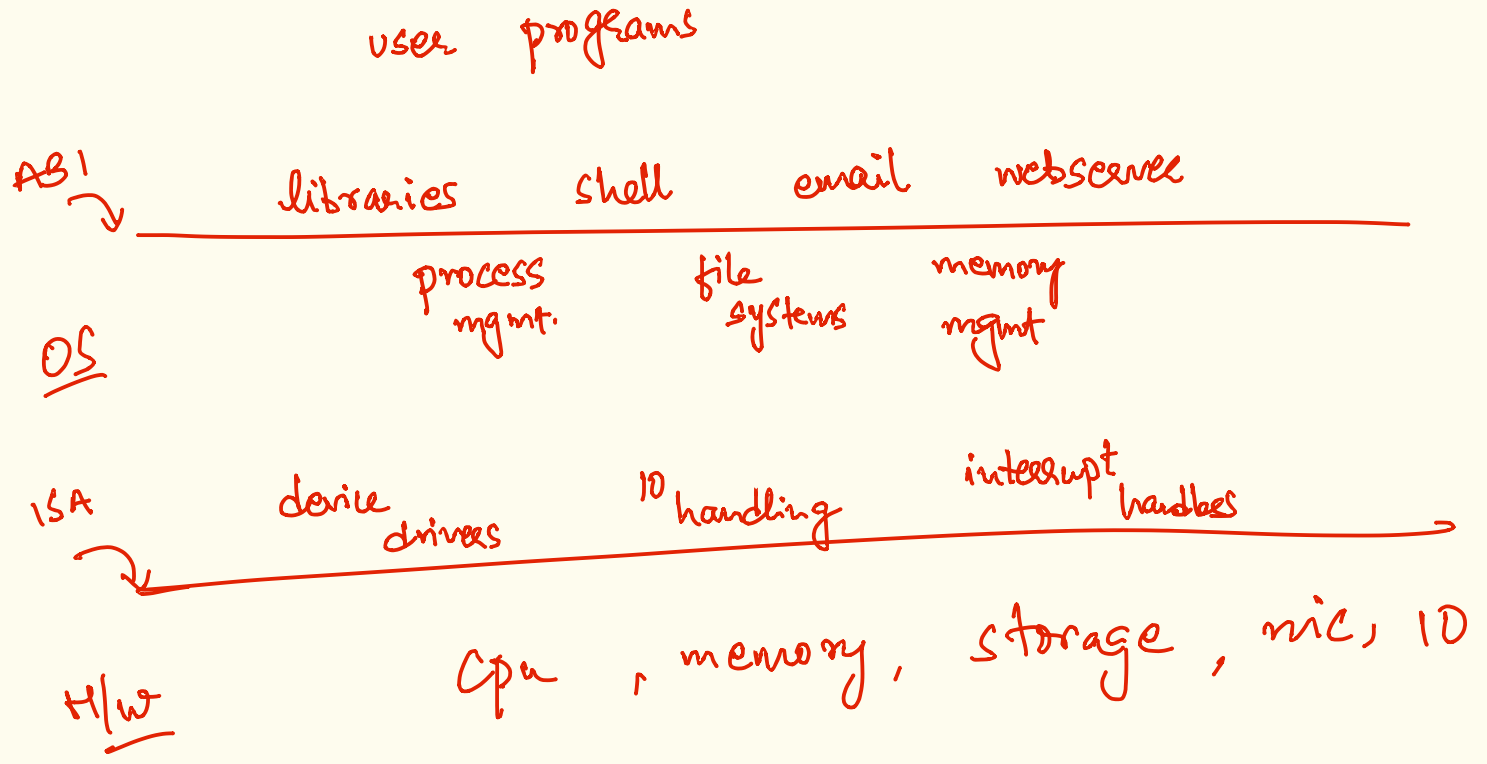 user programs
ABI
libraries shell email webserver
process mgmt. file systems memory mgmt
OS
ISA
device drivers IO handling interrupt handlers
H/W
CPU, memory, storage, nic, IO